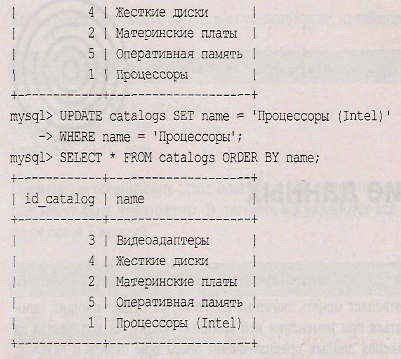 |          4 | Жесткие диски      |
|          2 | Материнские платы  |
|          5 | Оперативная память |
|          1 | Процессоры         |
+------------+--------------------+
mysql> UPDATE catalogs SET name = 'Процессоры (Intel)'
    -> WHERE name = 'Процессоры';
mysql> SELECT * FROM catalogs ORDER BY name;
+------------+--------------------+
| id_catalog | name               |
+------------+--------------------+
|          3 | Видеоадаптеры      |
|          4 | Жесткие диски      |
|          2 | Материнские платы  |
|          5 | Оперативная память |
|          1 | Процессоры (Intel) |
+------------+--------------------+